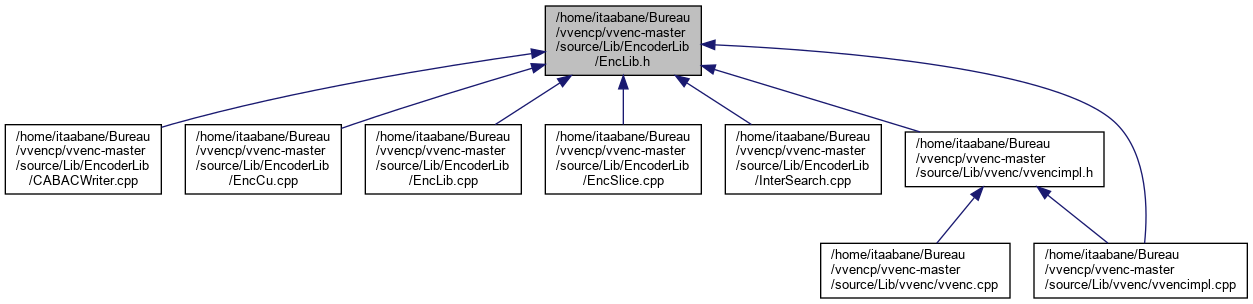 /home/itaabane/Bureau
/vvencp/vvenc-master
/source/Lib/EncoderLib
/EncLib.h
/home/itaabane/Bureau
/vvencp/vvenc-master
/source/Lib/EncoderLib
/CABACWriter.cpp
/home/itaabane/Bureau
/vvencp/vvenc-master
/source/Lib/EncoderLib
/EncCu.cpp
/home/itaabane/Bureau
/vvencp/vvenc-master
/source/Lib/EncoderLib
/EncLib.cpp
/home/itaabane/Bureau
/vvencp/vvenc-master
/source/Lib/EncoderLib
/EncSlice.cpp
/home/itaabane/Bureau
/vvencp/vvenc-master
/source/Lib/EncoderLib
/InterSearch.cpp
/home/itaabane/Bureau
/vvencp/vvenc-master
/source/Lib/vvenc/vvencimpl.h
/home/itaabane/Bureau
/vvencp/vvenc-master
/source/Lib/vvenc/vvenc.cpp
/home/itaabane/Bureau
/vvencp/vvenc-master
/source/Lib/vvenc/vvencimpl.cpp